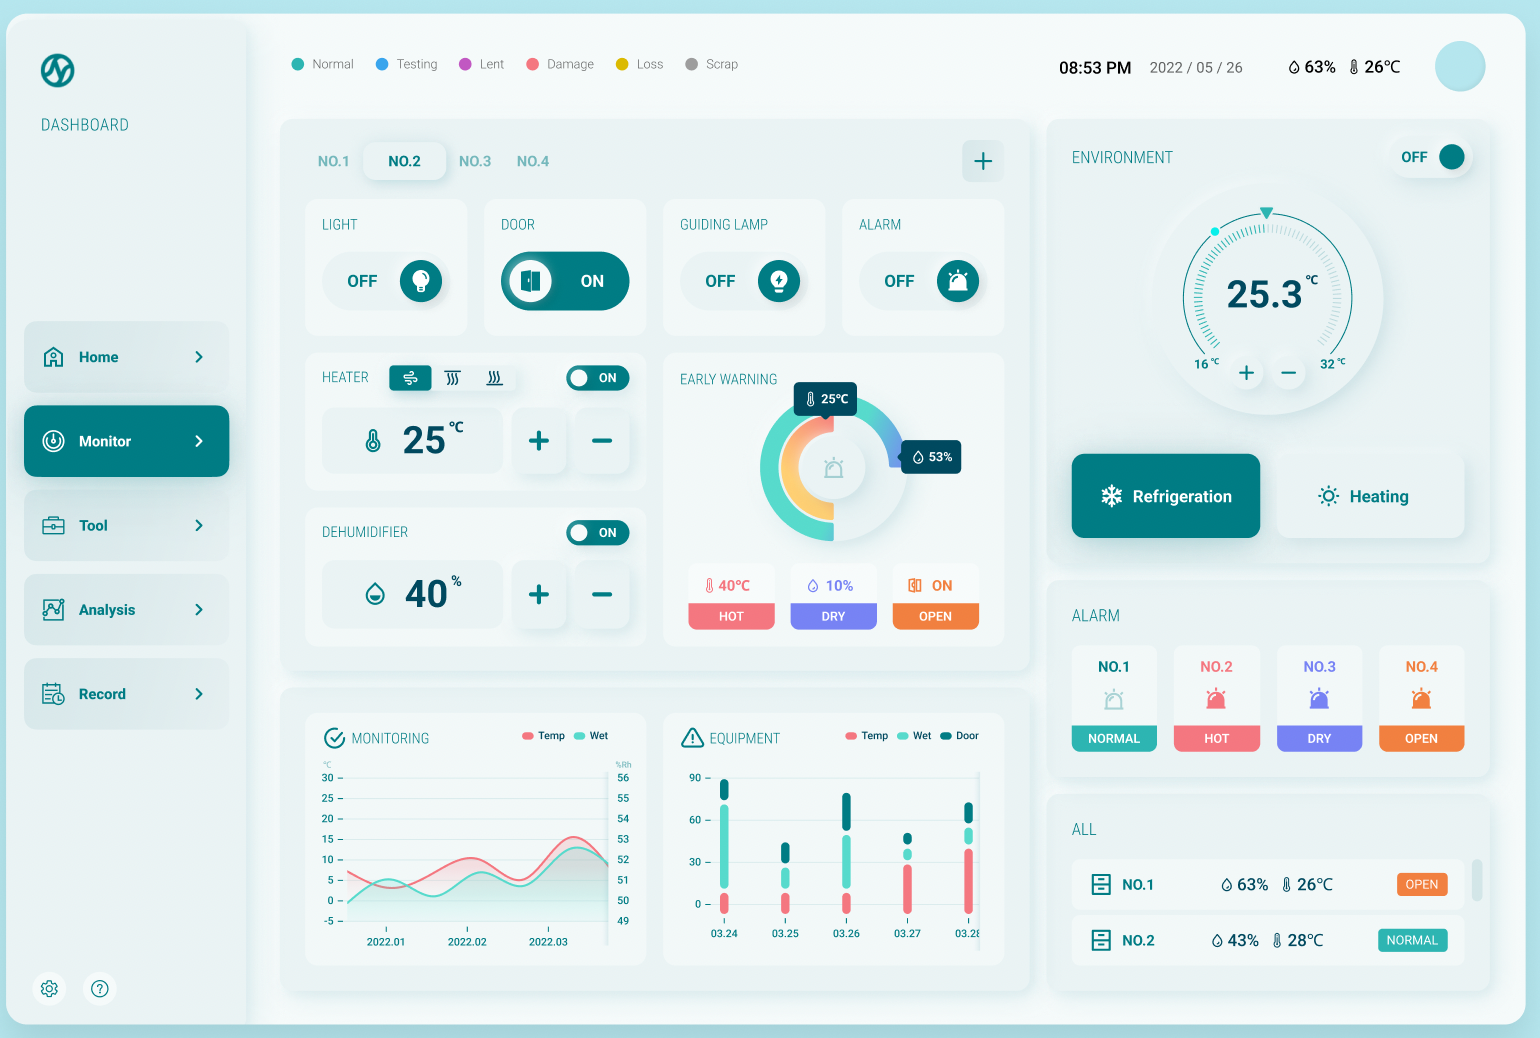 DASHBOARD
Home
Monitor
Tool
Analysis
Record
Normal Testing Lent Damage Loss Scrap
08:53 PM 2022 / 05 / 26 63% 26℃
NO.1 NO.2 NO.3 NO.4 +
LIGHT
OFF
DOOR
ON
GUIDING LAMP
OFF
ALARM
OFF
HEATER ON
25 ℃ + −
DEHUMIDIFIER ON
40 % + −
EARLY WARNING
25℃
53%
40℃
HOT
10%
DRY
ON
OPEN
MONITORING Temp Wet
℃ %Rh
30 56
25 55
20 54
15 53
10 52
5 51
0 50
-5 49
2022.01 2022.02 2022.03
EQUIPMENT Temp Wet Door
90
60
30
0
03.24 03.25 03.26 03.27 03.28
ENVIRONMENT OFF
25.3 ℃
16 ℃ + − 32 ℃
Refrigeration Heating
ALARM
NO.1 NO.2 NO.3 NO.4
NORMAL HOT DRY OPEN
ALL
NO.1 63% 26℃ OPEN
NO.2 43% 28℃ NORMAL
?